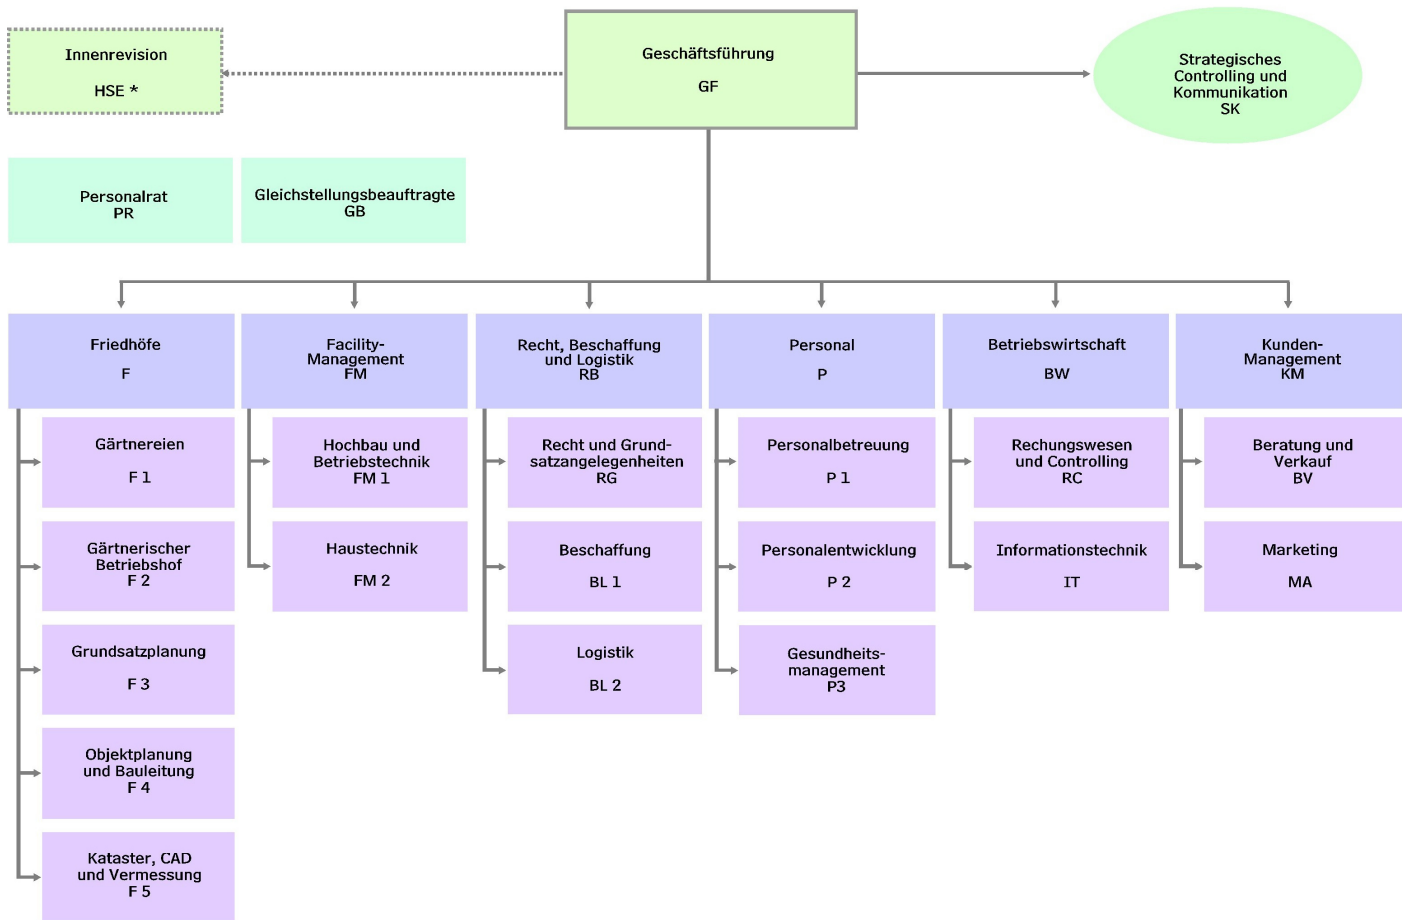 Innenrevision
HSE *
Geschäftsführung
GF
Strategisches
Controlling und
Kommunikation
SK
Personalrat
PR
Gleichstellungsbeauftragte
GB
Friedhöfe
F
Facility-
Management
FM
Recht, Beschaffung
und Logistik
RB
Personal
P
Betriebswirtschaft
BW
Kunden-
Management
KM
Gärtnereien
F 1
Gärtnerischer
Betriebshof
F 2
Grundsatzplanung
F 3
Objektplanung
und Bauleitung
F 4
Kataster, CAD
und Vermessung
F 5
Hochbau und
Betriebstechnik
FM 1
Haustechnik
FM 2
Recht und Grund-
satzangelegenheiten
RG
Beschaffung
BL 1
Logistik
BL 2
Personalbetreuung
P 1
Personalentwicklung
P 2
Gesundheits-
management
P3
Rechungswesen
und Controlling
RC
Informationstechnik
IT
Beratung und
Verkauf
BV
Marketing
MA